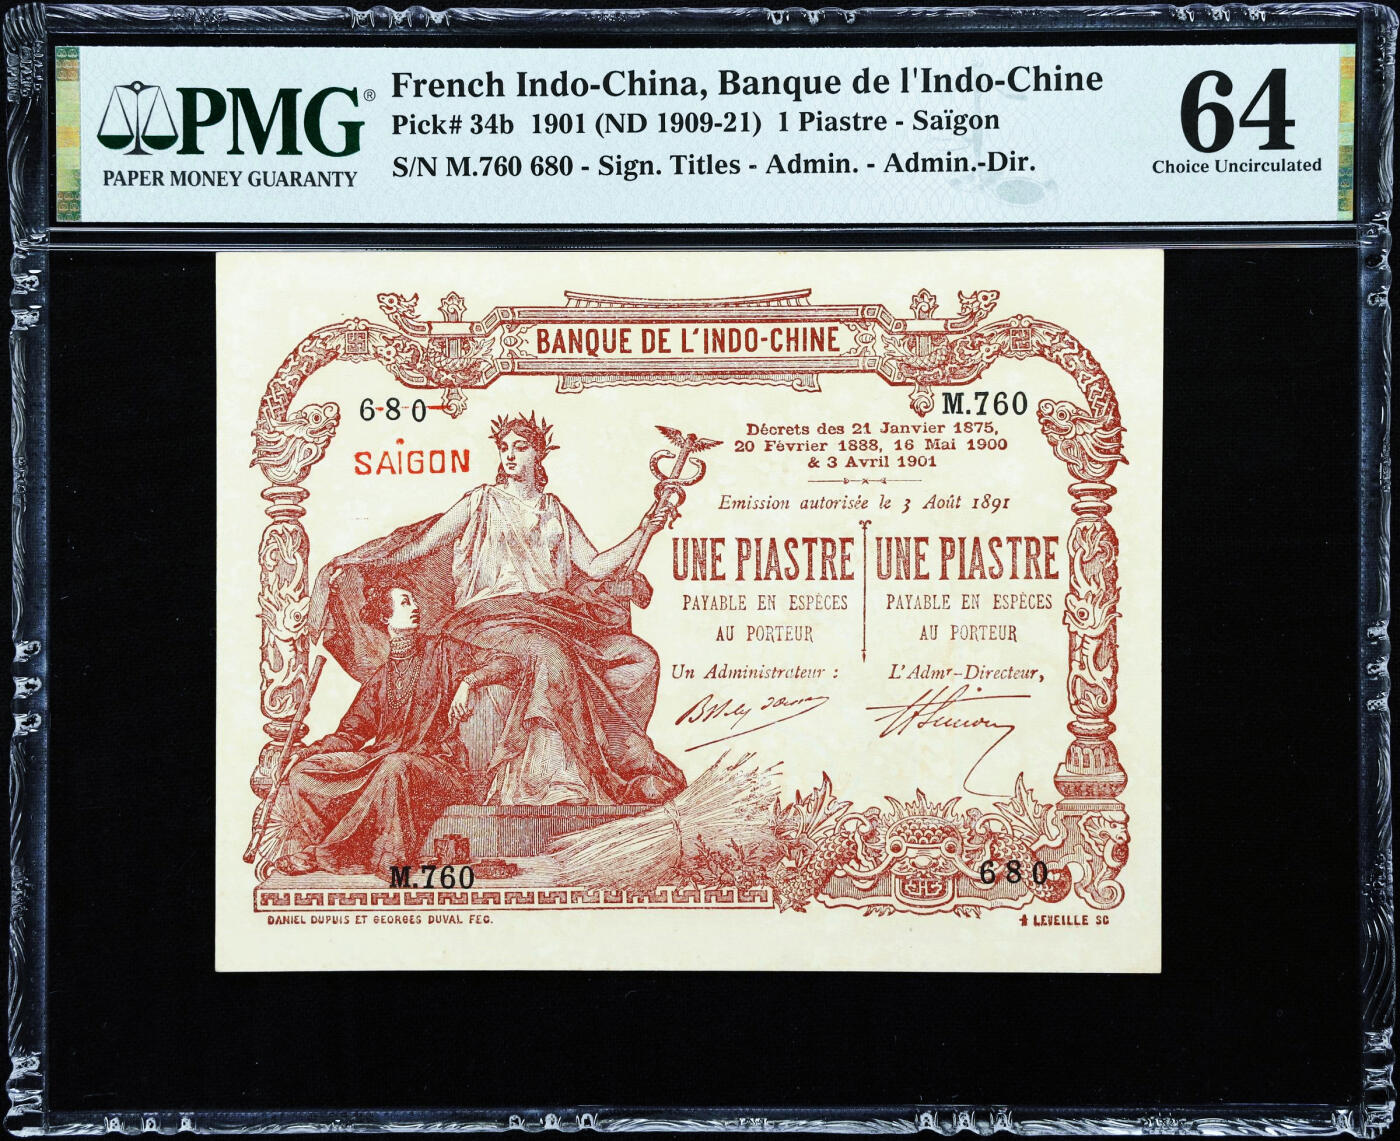 PMG®
PAPER MONEY GUARANTY
French Indo-China, Banque de l'Indo-Chine
Pick# 34b 1901 (ND 1909-21) 1 Piastre - Saïgon
S/N M.760 680 - Sign. Titles - Admin. - Admin.-Dir.
64
Choice Uncirculated
BANQUE DE L'INDO-CHINE
680
M.760
SAÏGON
Décrets des 21 Janvier 1875,
20 Février 1888, 16 Mai 1900
& 3 Avril 1901
Emission autorisée le 3 Août 1891
UNE PIASTRE
PAYABLE EN ESPÈCES
AU PORTEUR
Un Administrateur :
UNE PIASTRE
PAYABLE EN ESPÈCES
AU PORTEUR
L'Admr-Directeur,
M.760
680
DANIEL DUPUIS ET GEORGES DUVAL FEC.
LEVEILLE SC